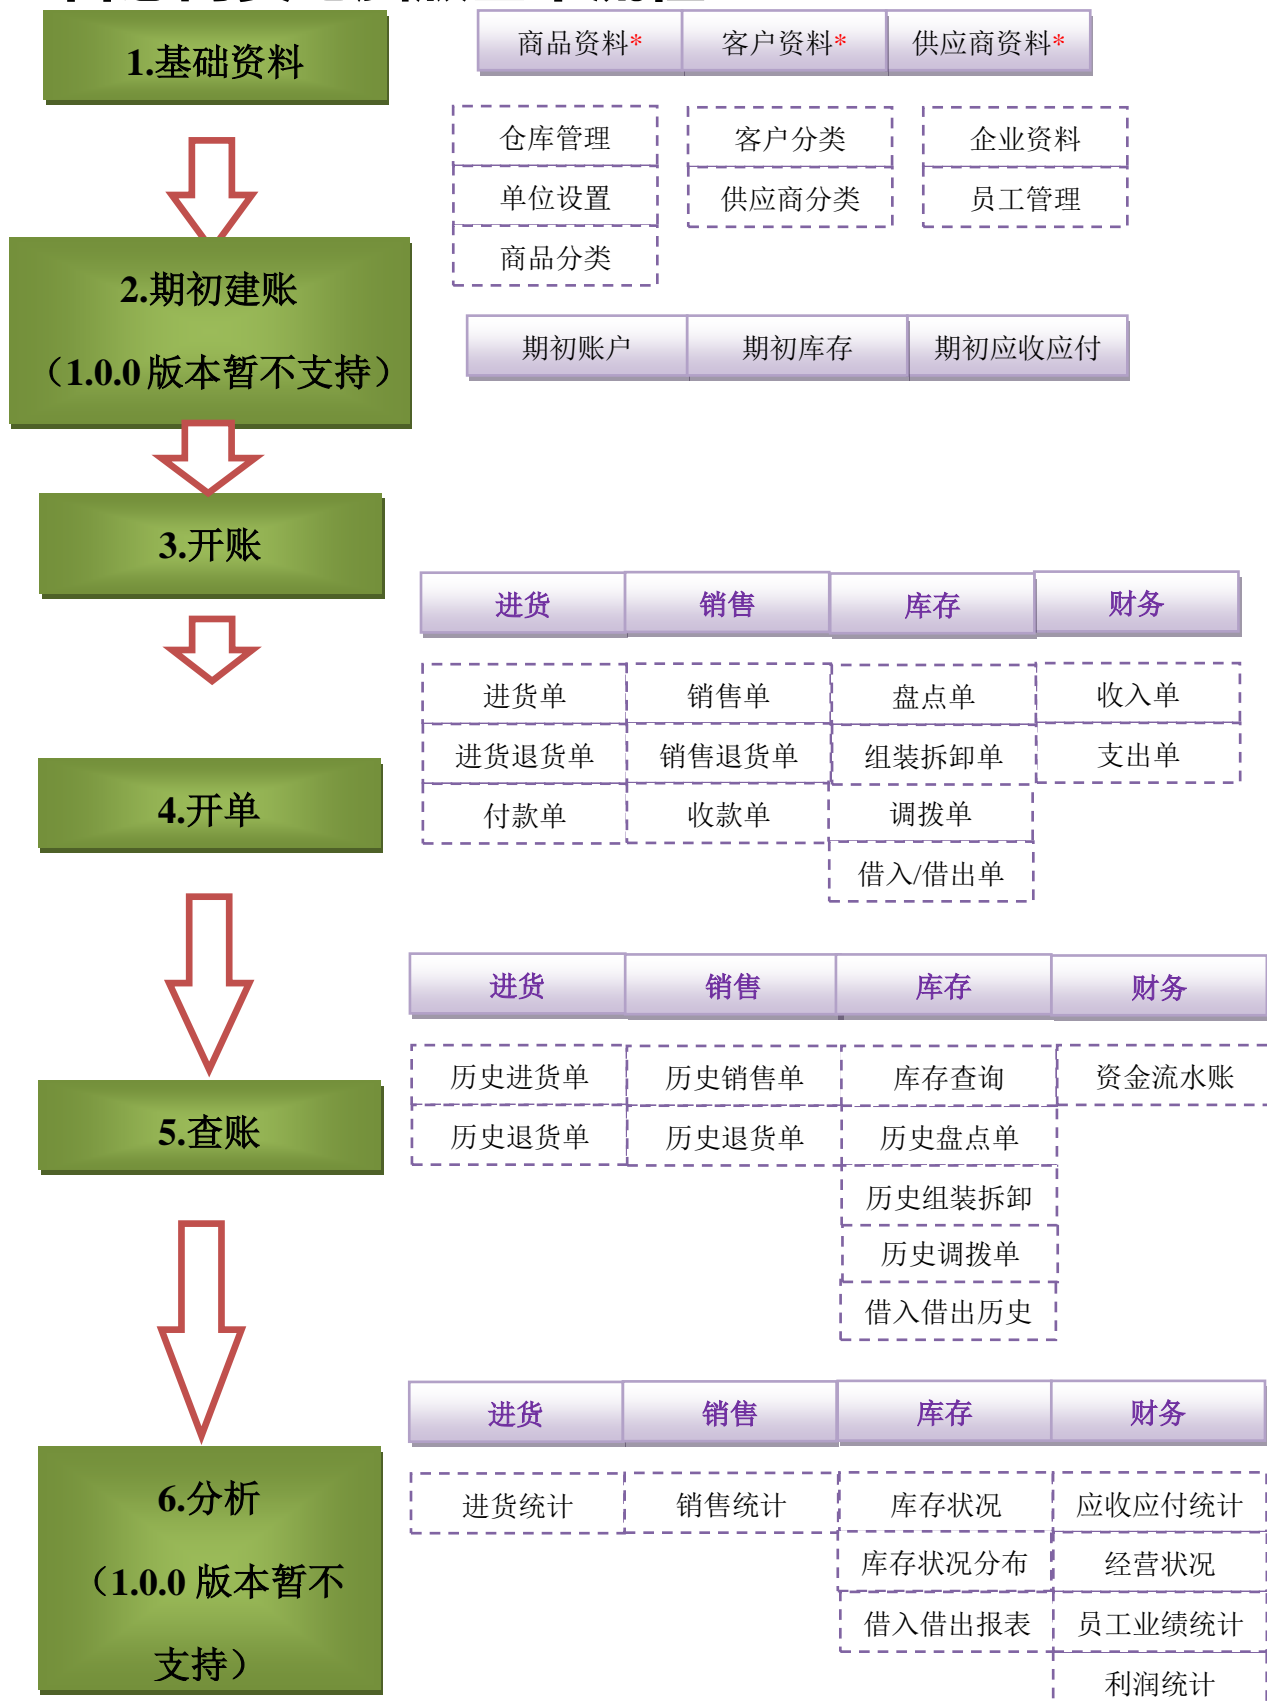 1.基础资料
商品资料* 客户资料* 供应商资料*
仓库管理 客户分类 企业资料
单位设置 供应商分类 员工管理
商品分类
2.期初建账
（1.0.0 版本暂不支持）
期初账户 期初库存 期初应收应付
3.开账
进货 销售 库存 财务
进货单 销售单 盘点单 收入单
进货退货单 销售退货单 组装拆卸单 支出单
4.开单
付款单 收款单 调拨单
借入/借出单
进货 销售 库存 财务
历史进货单 历史销售单 库存查询 资金流水账
5.查账
历史退货单 历史退货单 历史盘点单
历史组装拆卸
历史调拨单
借入借出历史
进货 销售 库存 财务
6.分析
（1.0.0 版本暂不
支持）
进货统计 销售统计 库存状况 应收应付统计
库存状况分布 经营状况
借入借出报表 员工业绩统计
利润统计